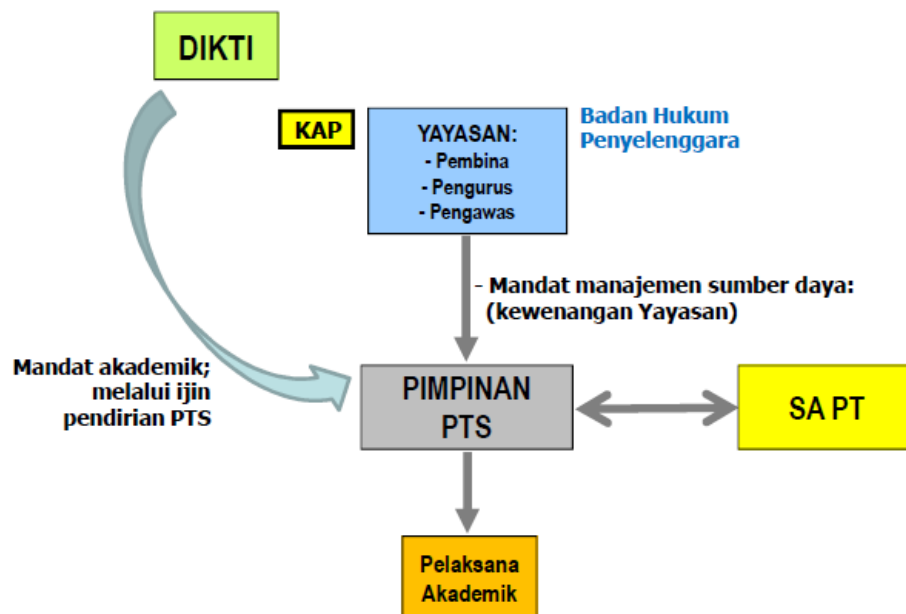 DIKTI
KAP
YAYASAN:
- Pembina
- Pengurus
- Pengawas
Badan Hukum
Penyelenggara
- Mandat manajemen sumber daya:
(kewenangan Yayasan)
Mandat akademik;
melalui ijin
pendirian PTS
PIMPINAN
PTS
SA PT
Pelaksana
Akademik